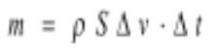 m = ρ S Δ v · Δ t